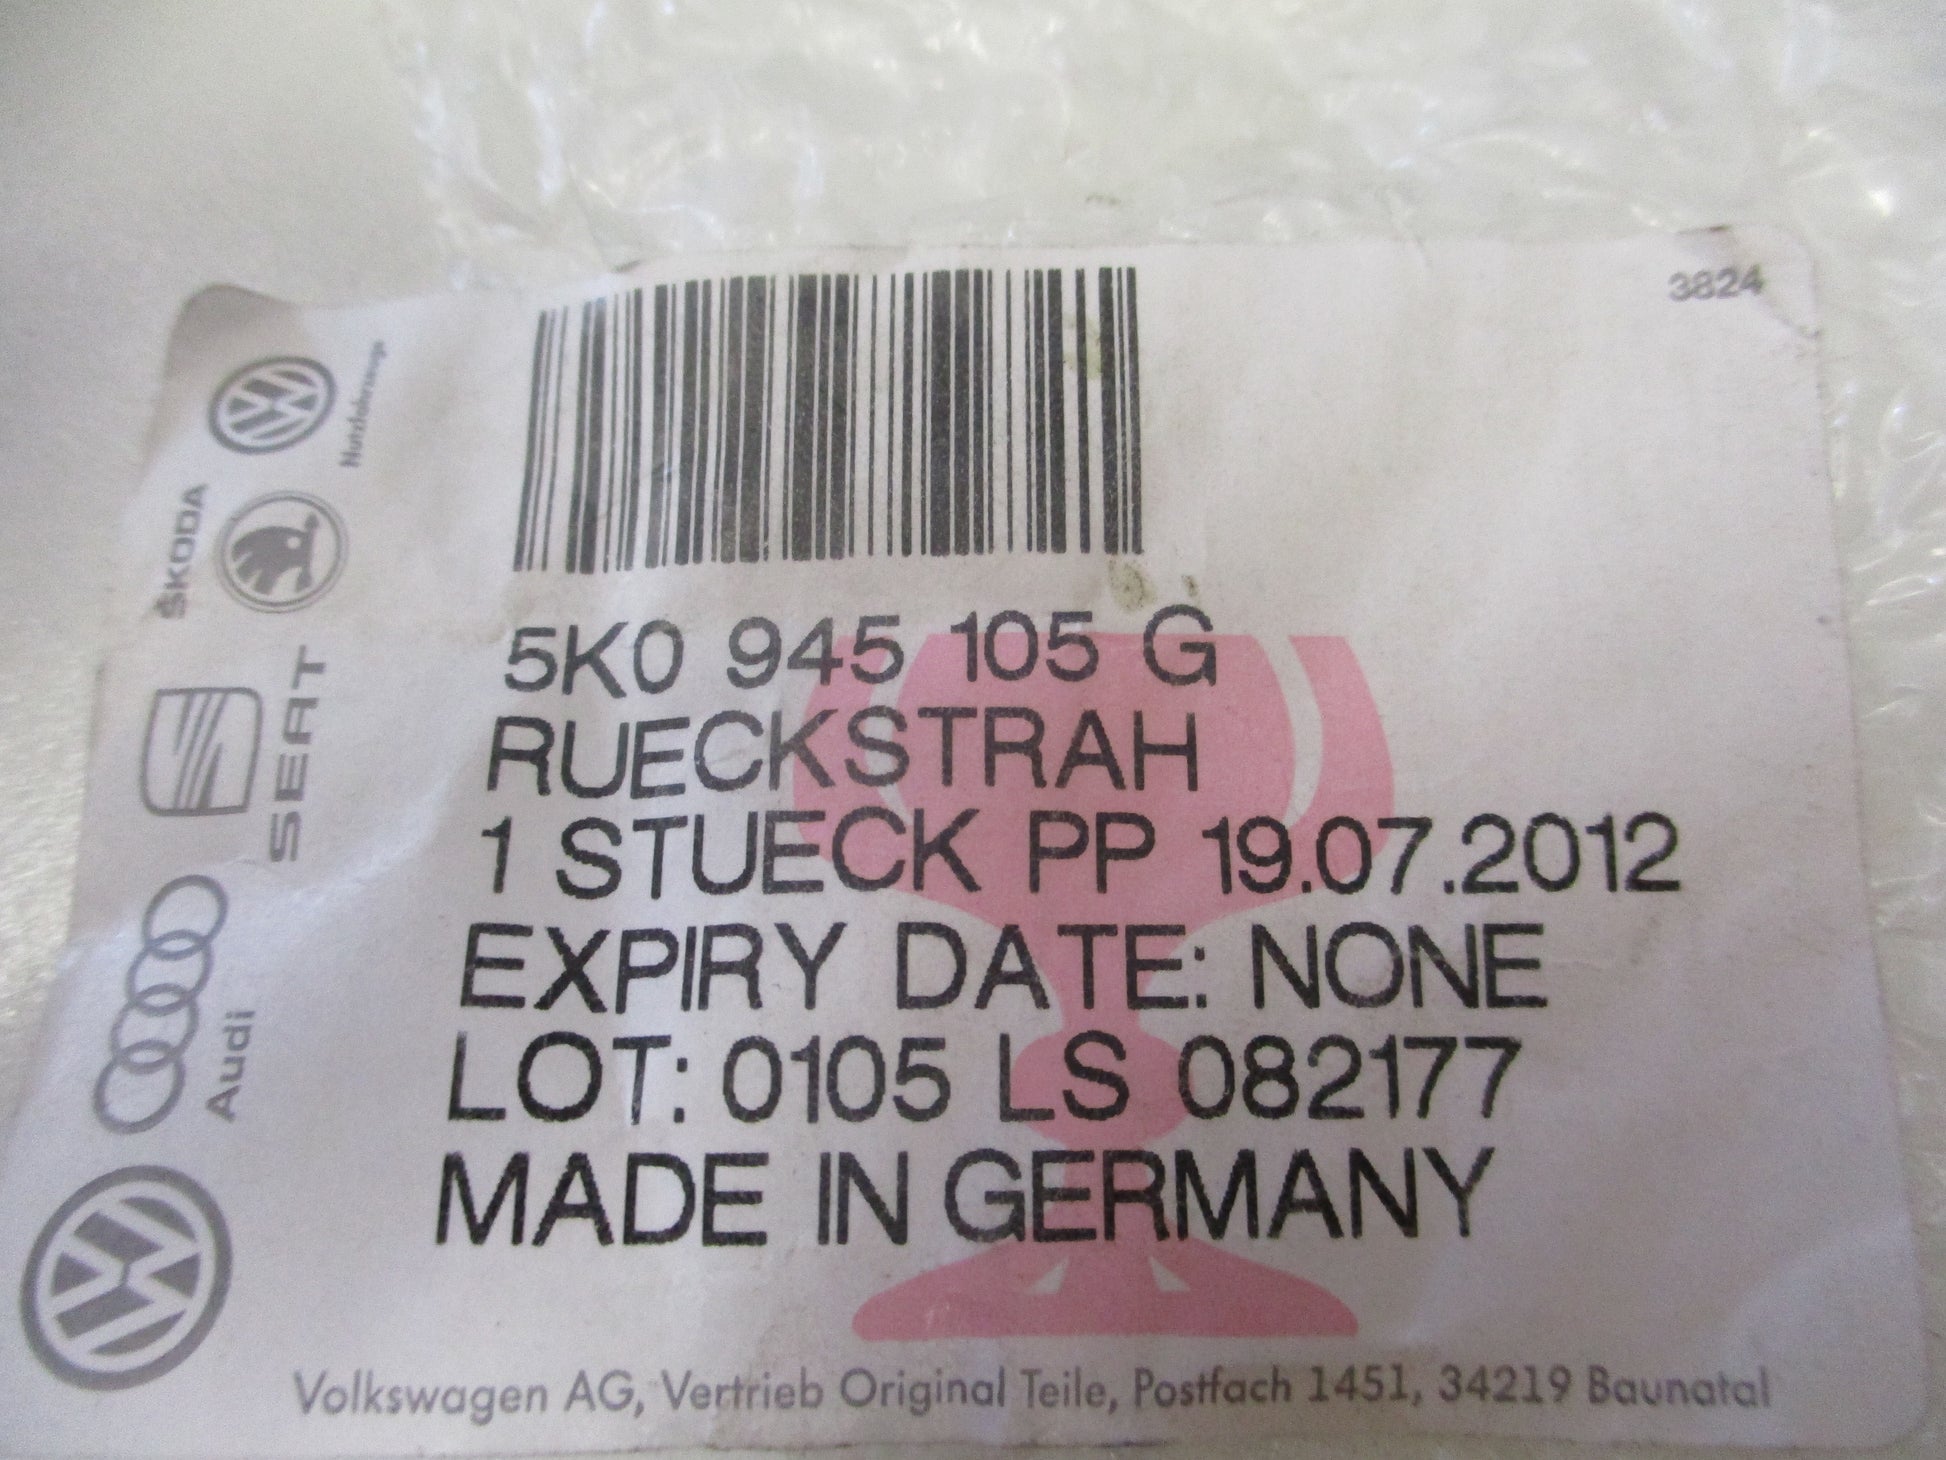 3824
5K0 945 105 G
RUECKSTRAH
1 STUECK PP 19.07.2012
EXPIRY DATE: NONE
LOT: 0105 LS 082177
MADE IN GERMANY
Volkswagen AG, Vertrieb Original Teile, Postfach 1451, 34219 Baunatal
Nutzfahrzeuge
ŠKODA
SEAT
Audi